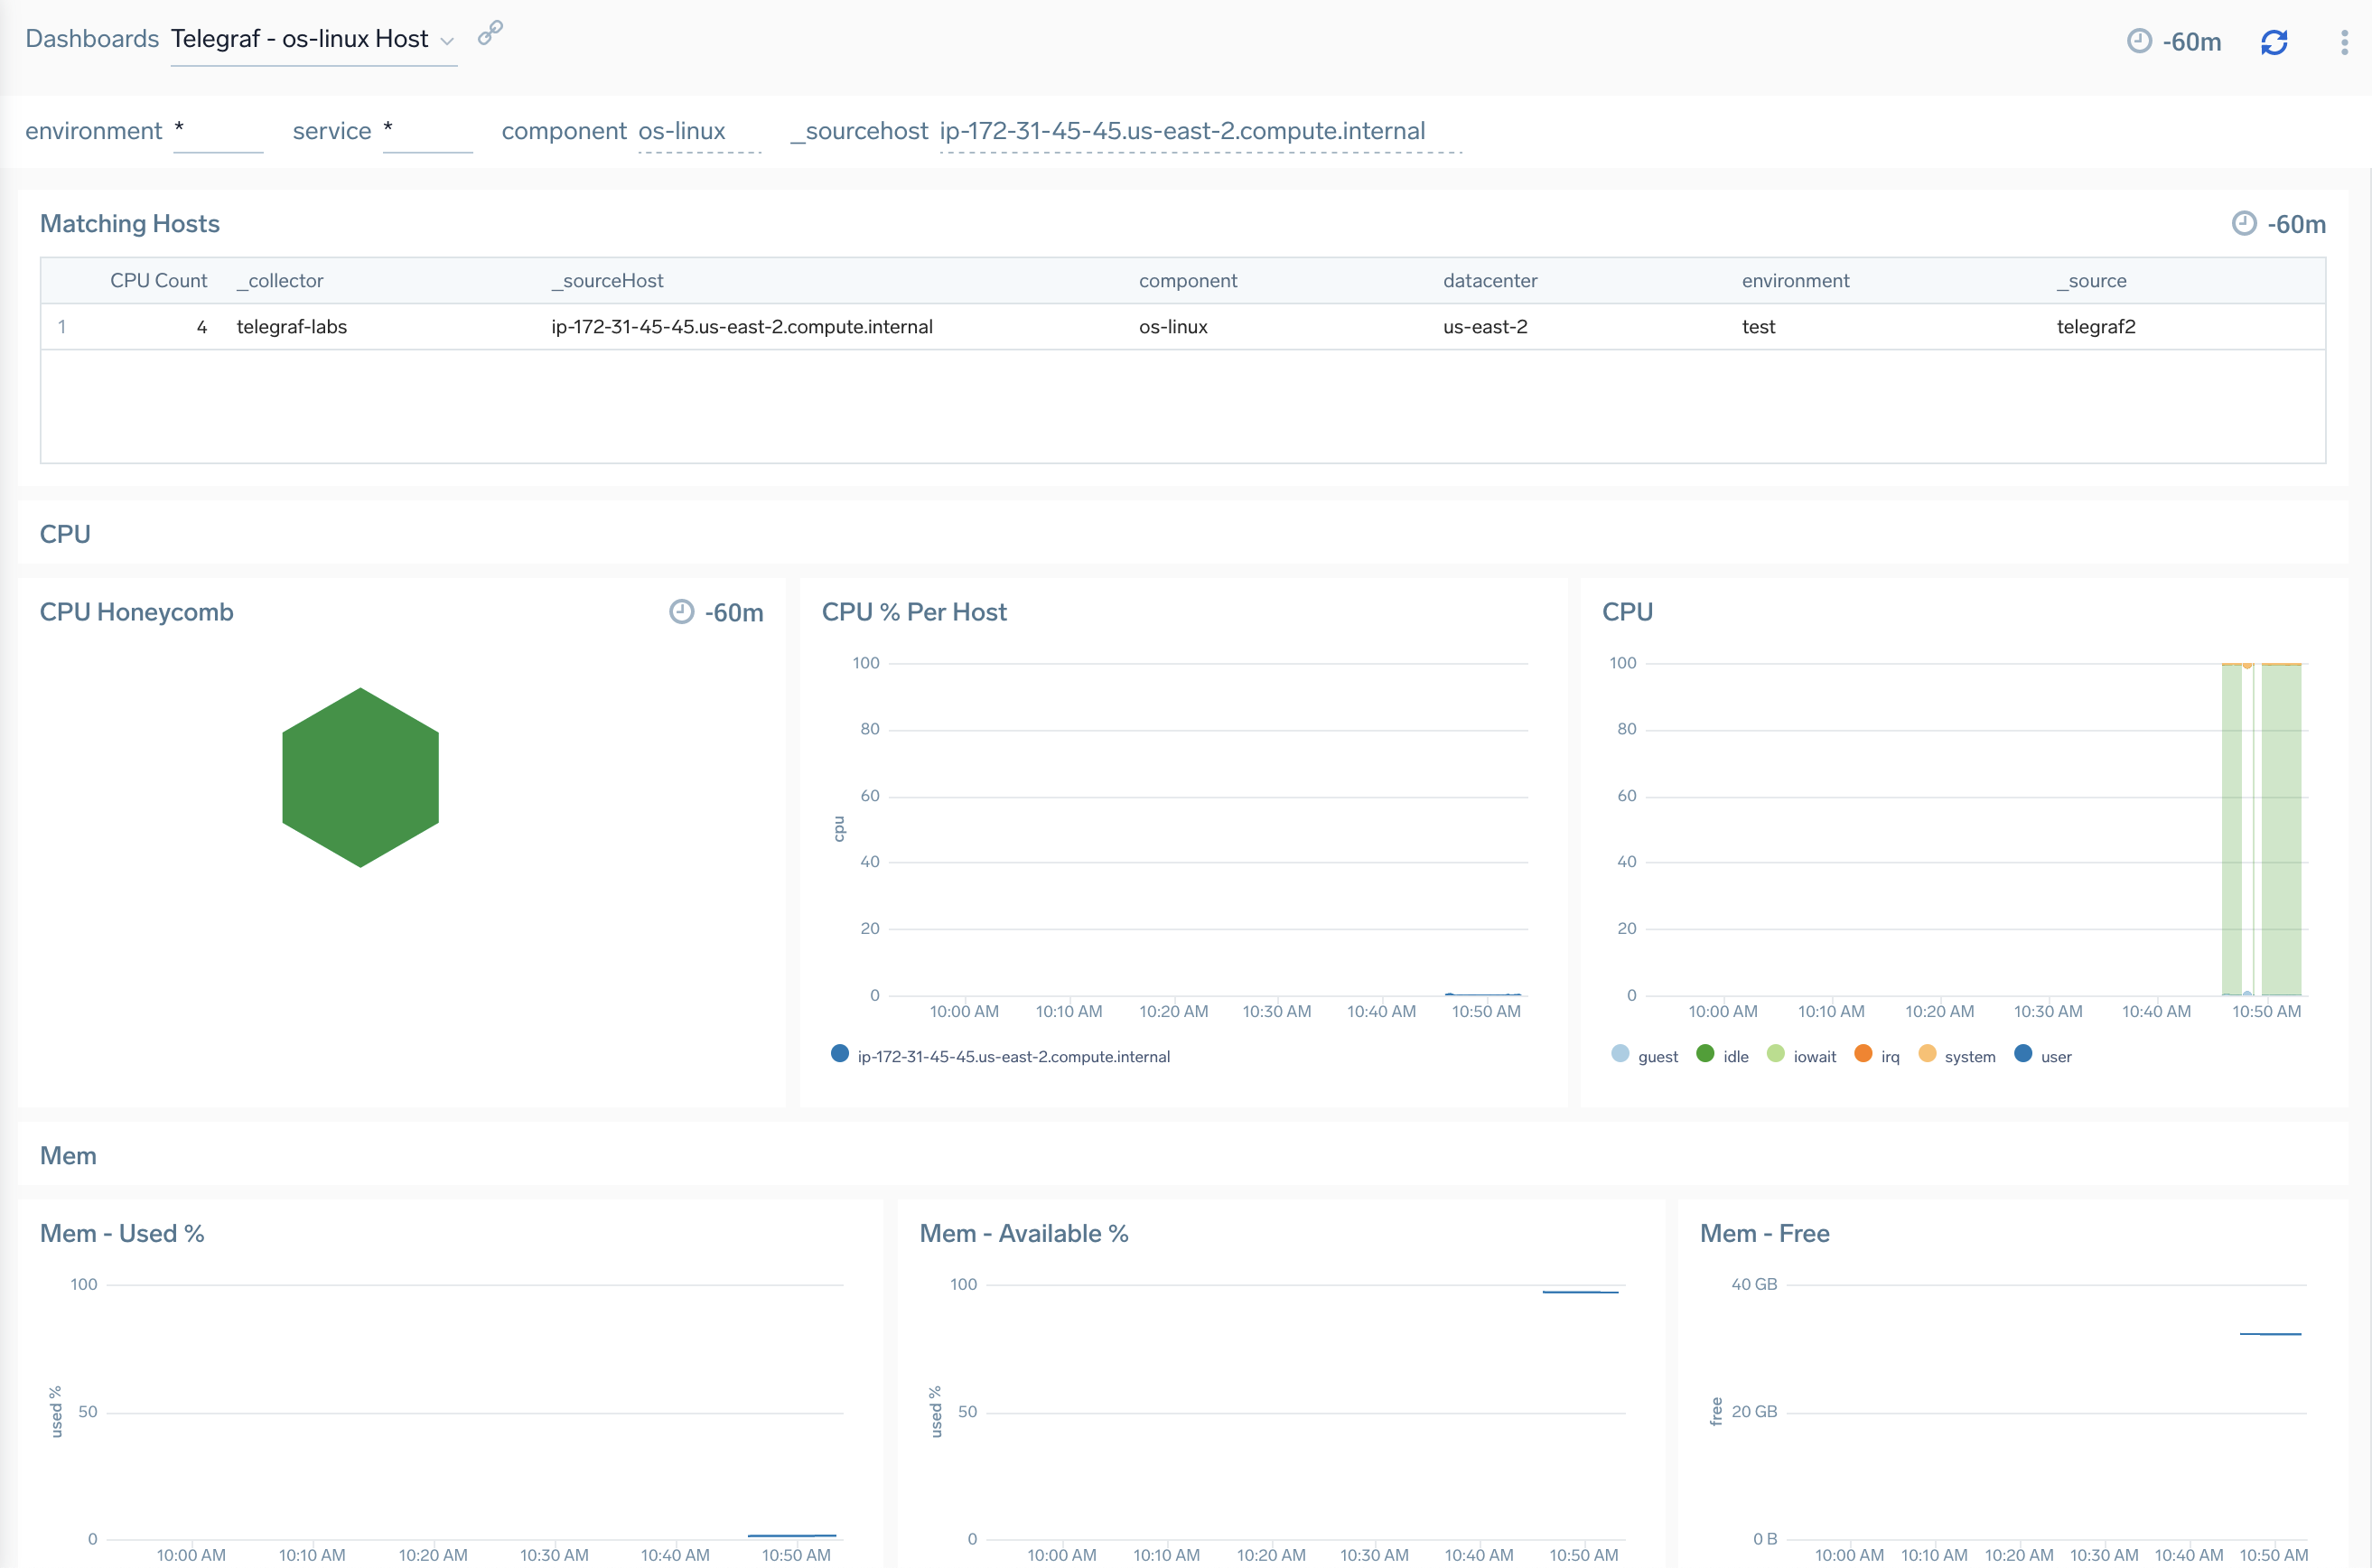 Dashboards Telegraf - os-linux Host
-60m
environment * service * component os-linux _sourcehost ip-172-31-45-45.us-east-2.compute.internal
Matching Hosts
-60m
CPU Count _collector _sourceHost component datacenter environment _source
1 4 telegraf-labs ip-172-31-45-45.us-east-2.compute.internal os-linux us-east-2 test telegraf2
CPU
CPU Honeycomb
-60m
CPU % Per Host
100
80
60
40
20
0
cpu
10:00 AM 10:10 AM 10:20 AM 10:30 AM 10:40 AM 10:50 AM
ip-172-31-45-45.us-east-2.compute.internal
CPU
100
80
60
40
20
0
10:00 AM 10:10 AM 10:20 AM 10:30 AM 10:40 AM 10:50 AM
guest idle iowait irq system user
Mem
Mem - Used %
100
50
0
used %
10:00 AM 10:10 AM 10:20 AM 10:30 AM 10:40 AM 10:50 AM
Mem - Available %
100
50
0
used %
10:00 AM 10:10 AM 10:20 AM 10:30 AM 10:40 AM 10:50 AM
Mem - Free
40 GB
20 GB
0 B
free
10:00 AM 10:10 AM 10:20 AM 10:30 AM 10:40 AM 10:50 AM